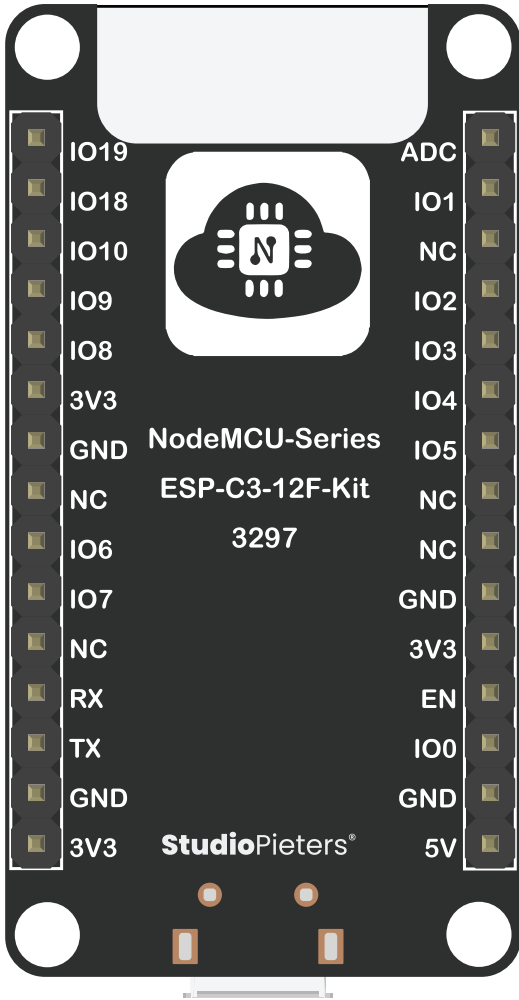 IO19 ADC
IO18 IO1
IO10 NC
IO9 IO2
IO8 IO3
3V3 IO4
GND IO5
NC NC
IO6 NC
IO7 GND
NC 3V3
RX EN
TX IO0
GND GND
3V3 5V
N
NodeMCU-Series
ESP-C3-12F-Kit
3297
StudioPieters®